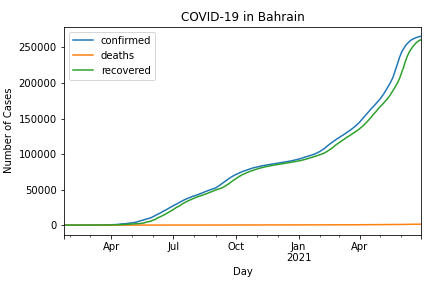 COVID-19 in Bahrain
confirmed
deaths
recovered
Number of Cases
250000
200000
150000
100000
50000
0
Apr
Jul
Oct
Jan
2021
Apr
Day